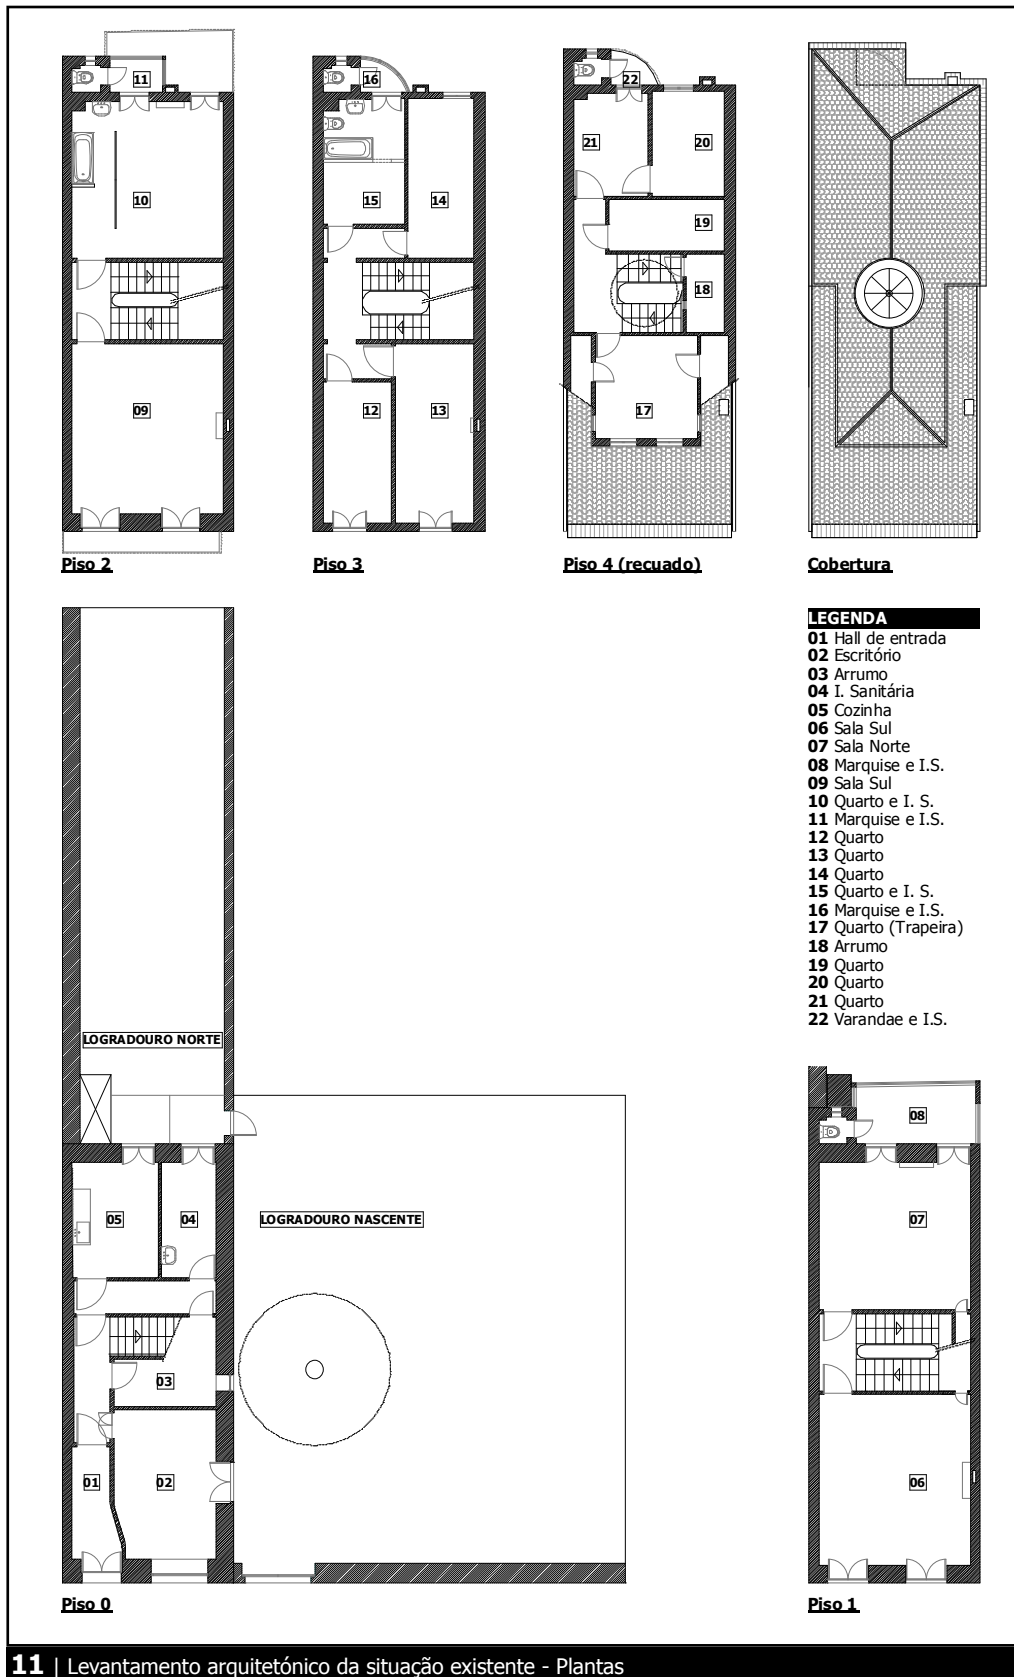 11
16
22
21
20
10
15
14
19
18
09
12
13
17
Piso 2
Piso 3
Piso 4 (recuado)
Cobertura
LEGENDA
01 Hall de entrada
02 Escritório
03 Arrumo
04 I. Sanitária
05 Cozinha
06 Sala Sul
07 Sala Norte
08 Marquise e I.S.
09 Sala Sul
10 Quarto e I. S.
11 Marquise e I.S.
12 Quarto
13 Quarto
14 Quarto
15 Quarto e I. S.
16 Marquise e I.S.
17 Quarto (Trapeira)
18 Arrumo
19 Quarto
20 Quarto
21 Quarto
22 Varandae e I.S.
LOGRADOURO NORTE
08
05
04
LOGRADOURO NASCENTE
07
03
01
02
06
Piso 0
Piso 1
11 | Levantamento arquitetónico da situação existente - Plantas